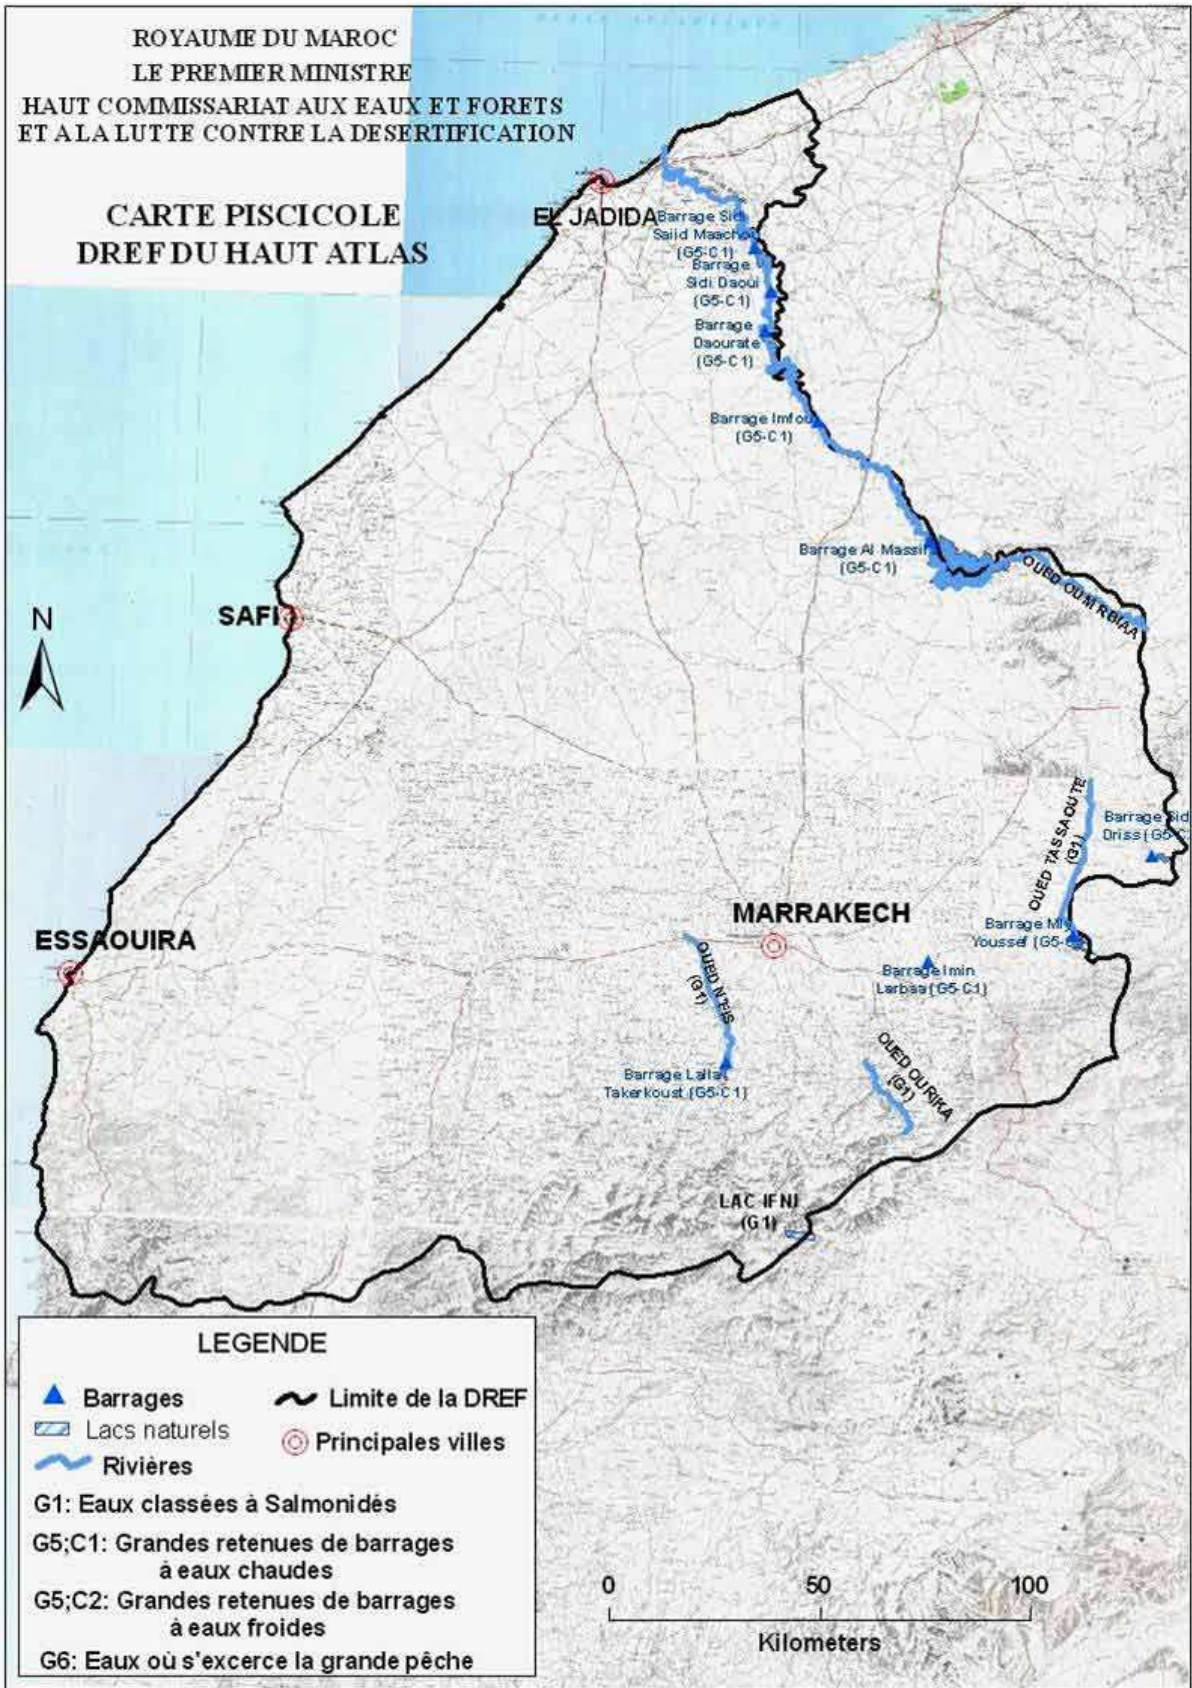 ROYAUME DU MAROC
LE PREMIER MINISTRE
HAUT COMMISSARIAT AUX EAUX ET FORETS
ET A LA LUTTE CONTRE LA DESERTIFICATION
CARTE PISCICOLE
DREF DU HAUT ATLAS
EL JADIDA
Barrage Sidi
Saiid Maachou
(G5-C1)
Barrage
Sidi Daoui
(G5-C1)
Barrage
Daourate
(G5-C1)
Barrage Imfou
(G5-C1)
Barrage Al Massir
(G5-C1)
OUED OUM RBIAA
SAFI
N
OUED TASSAOUTE
(G1)
Barrage Sid
Driss (G5-C
MARRAKECH
ESSAOUIRA
Barrage Mly
Youssef (G5-
OUED N'FIS
(G1)
Barrage Imin
Larbaa (G5-C1)
Barrage Lalla
Takerkoust (G5-C1)
OUED OURIKA
(G1)
LAC IFNI
(G1)
LEGENDE
Barrages
Limite de la DREF
Lacs naturels
Principales villes
Rivières
G1: Eaux classées à Salmonidés
G5;C1: Grandes retenues de barrages
à eaux chaudes
G5;C2: Grandes retenues de barrages
à eaux froides
G6: Eaux où s'excerce la grande pêche
0 50 100
Kilometers